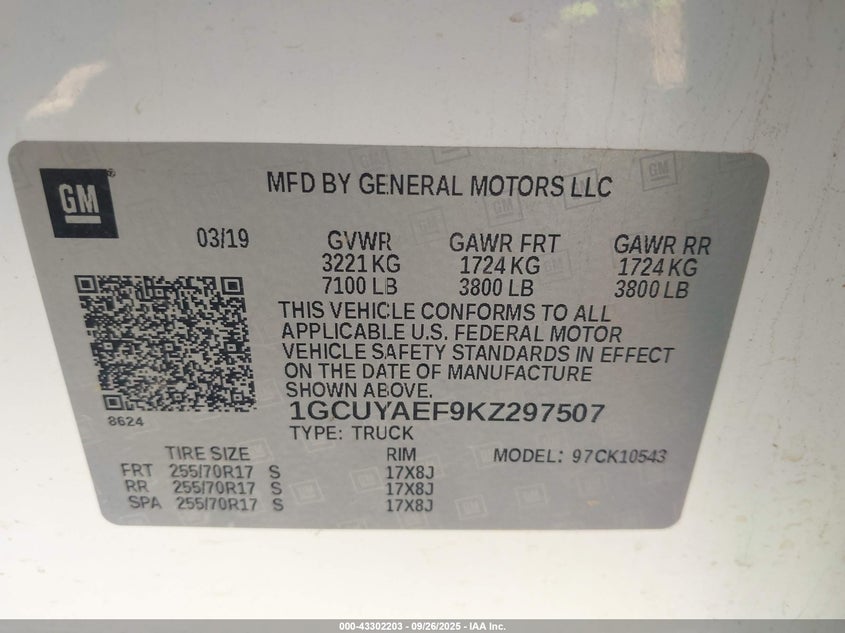 GM
MFD BY GENERAL MOTORS LLC
03/19 GVWR GAWR FRT GAWR RR
3221 KG 1724 KG 1724 KG
7100 LB 3800 LB 3800 LB
THIS VEHICLE CONFORMS TO ALL
APPLICABLE U.S. FEDERAL MOTOR
VEHICLE SAFETY STANDARDS IN EFFECT
ON THE DATE OF MANUFACTURE
SHOWN ABOVE.
1GCUYAEF9KZ297507
8624
TYPE: TRUCK
TIRE SIZE RIM MODEL: 97CK10543
FRT 255/70R17 S 17X8J
RR 255/70R17 S 17X8J
SPA 255/70R17 S 17X8J
000-43302203 - 09/26/2025 - IAA Inc.